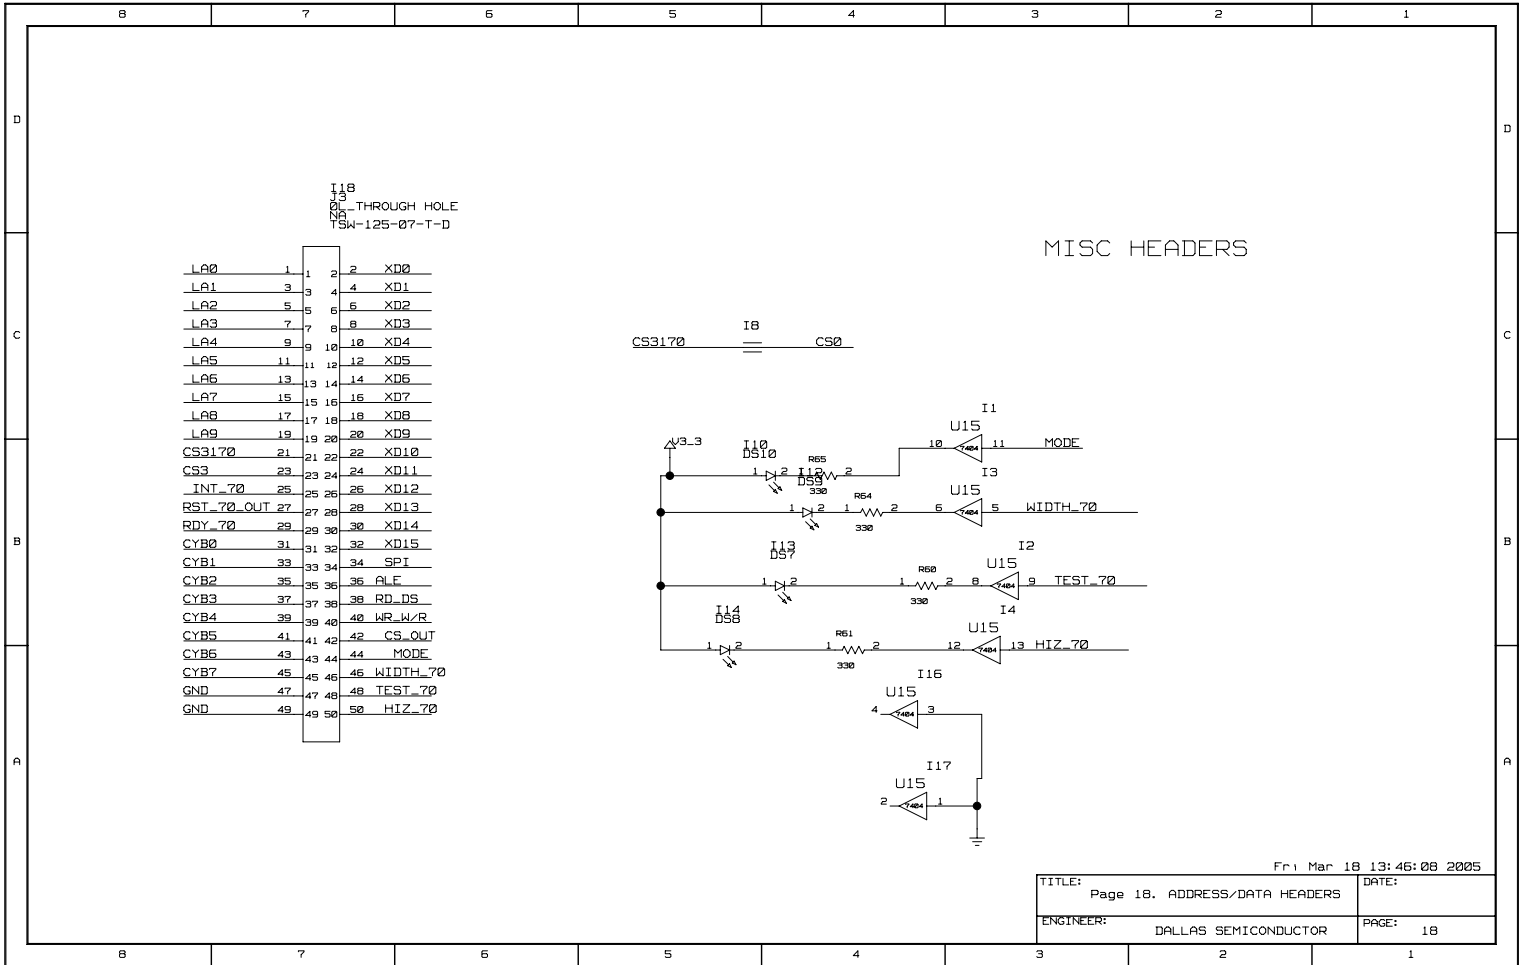 8 7 6 5 4 3 2 1
D D
I18
J3
0L_THROUGH HOLE
NA
TSW-125-07-T-D
MISC HEADERS
LA0 1 1 2 2 XD0
LA1 3 3 4 4 XD1
LA2 5 5 6 6 XD2
LA3 7 7 8 8 XD3
LA4 9 9 10 10 XD4
LA5 11 11 12 12 XD5
LA6 13 13 14 14 XD6
LA7 15 15 16 16 XD7
LA8 17 17 18 18 XD8
LA9 19 19 20 20 XD9
CS3170 21 21 22 22 XD10
CS3 23 23 24 24 XD11
INT_70 25 25 26 26 XD12
RST_70_OUT 27 27 28 28 XD13
RDY_70 29 29 30 30 XD14
CYB0 31 31 32 32 XD15
CYB1 33 33 34 34 SPI
CYB2 35 35 36 36 ALE
CYB3 37 37 38 38 RD_DS
CYB4 39 39 40 40 WR_W/R
CYB5 41 41 42 42 CS_OUT
CYB6 43 43 44 44 MODE
CYB7 45 45 46 46 WIDTH_70
GND 47 47 48 48 TEST_70
GND 49 49 50 50 HIZ_70
C C
I8
CS3170 CS0
I1
U15
V3_3
I10
DS10
1 2
R65
2
330
10 7404 11 MODE
I3
U15
I12
DS9
1 2
R64
1 2
330
6 7404 5 WIDTH_70
B B
I2
U15
I13
DS7
1 2
R60
1 2
330
8 7404 9 TEST_70
I4
U15
I14
DS8
1 2
R61
1 2
330
12 7404 13 HIZ_70
I16
U15
4 7404 3
I17
U15
2 7404 1
A A
Fri Mar 18 13:46:08 2005
TITLE:
Page 18. ADDRESS/DATA HEADERS
DATE:
ENGINEER:
DALLAS SEMICONDUCTOR
PAGE:
18
8 7 6 5 4 3 2 1